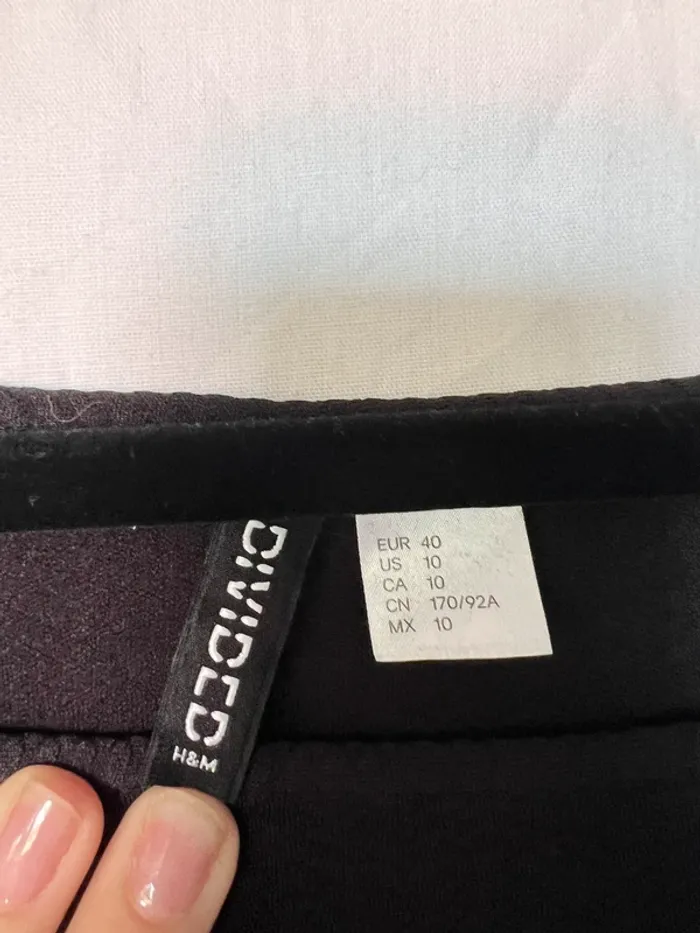 DIVIDED
H&M
EUR 40
US 10
CA 10
CN 170/92A
MX 10